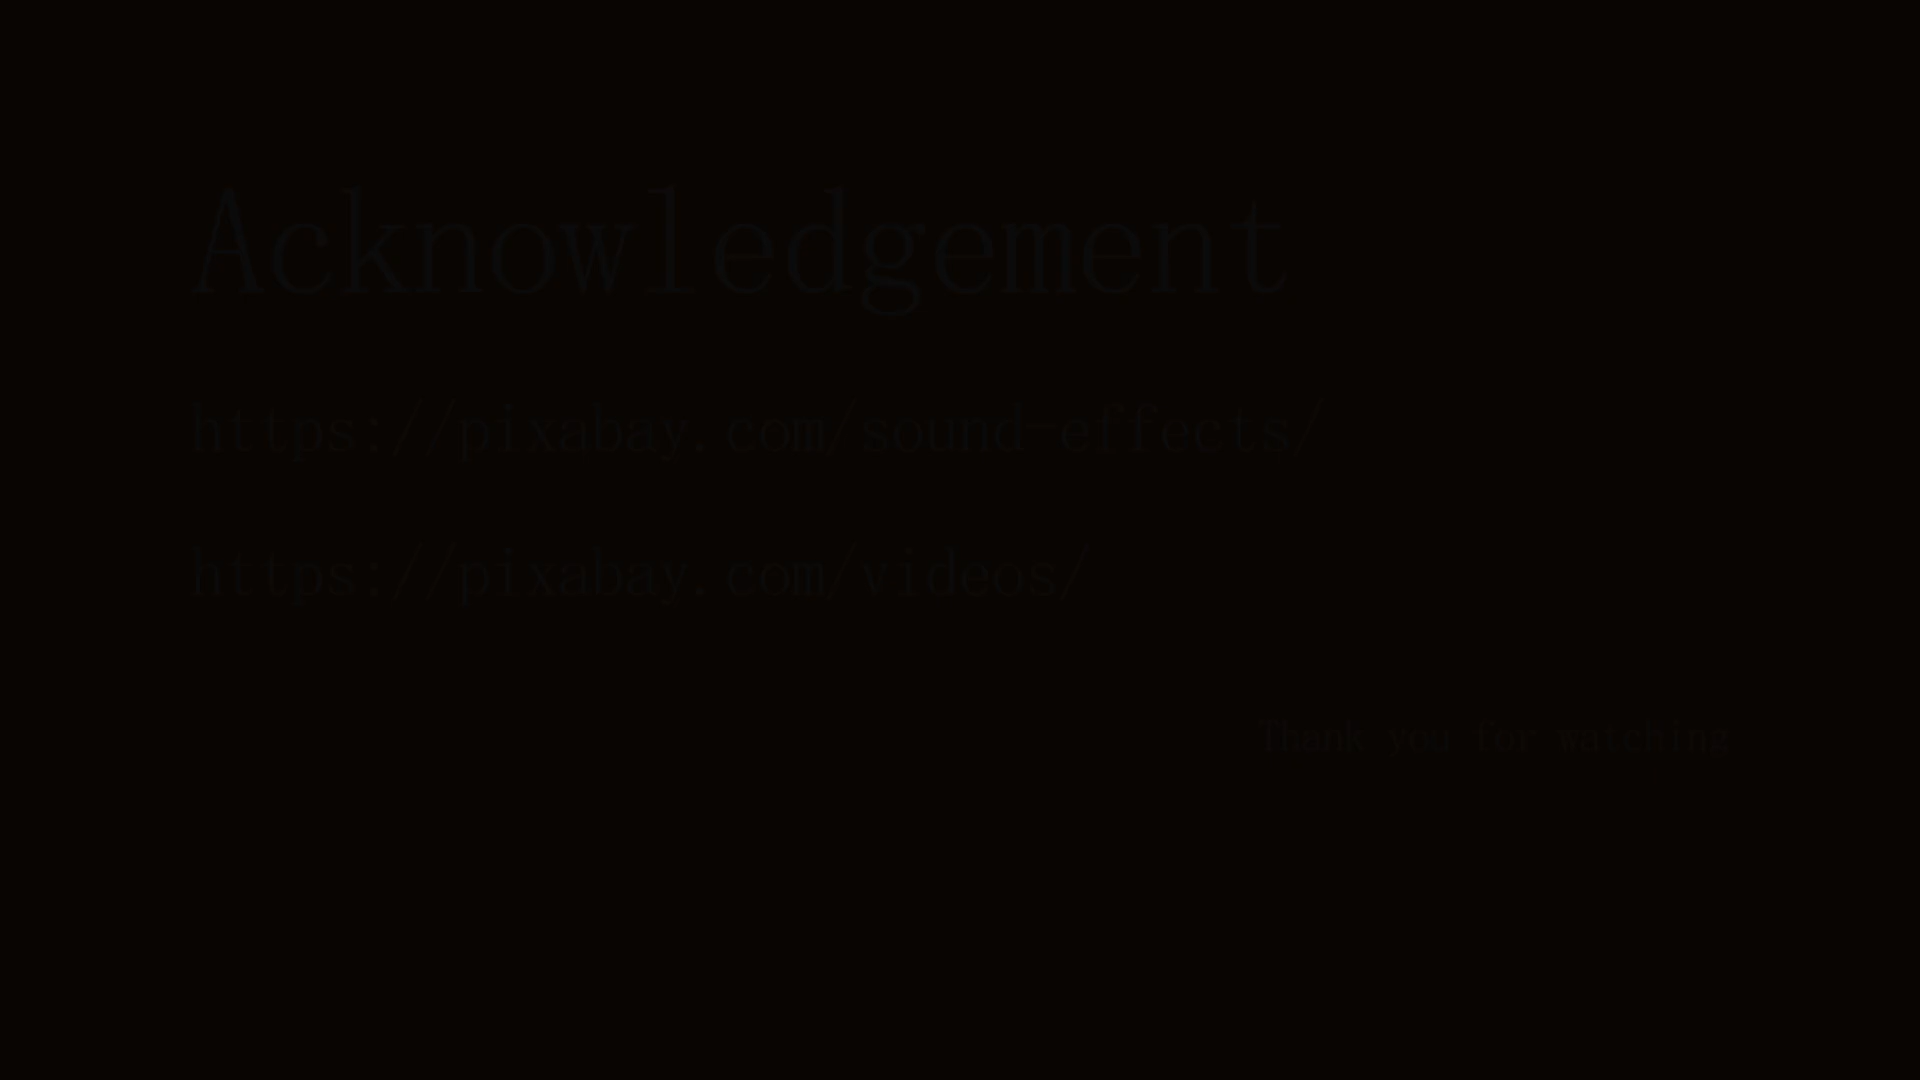 Acknowledgement
https://pixabay.com/sound-effects/
https://pixabay.com/videos/
Thank you for watching